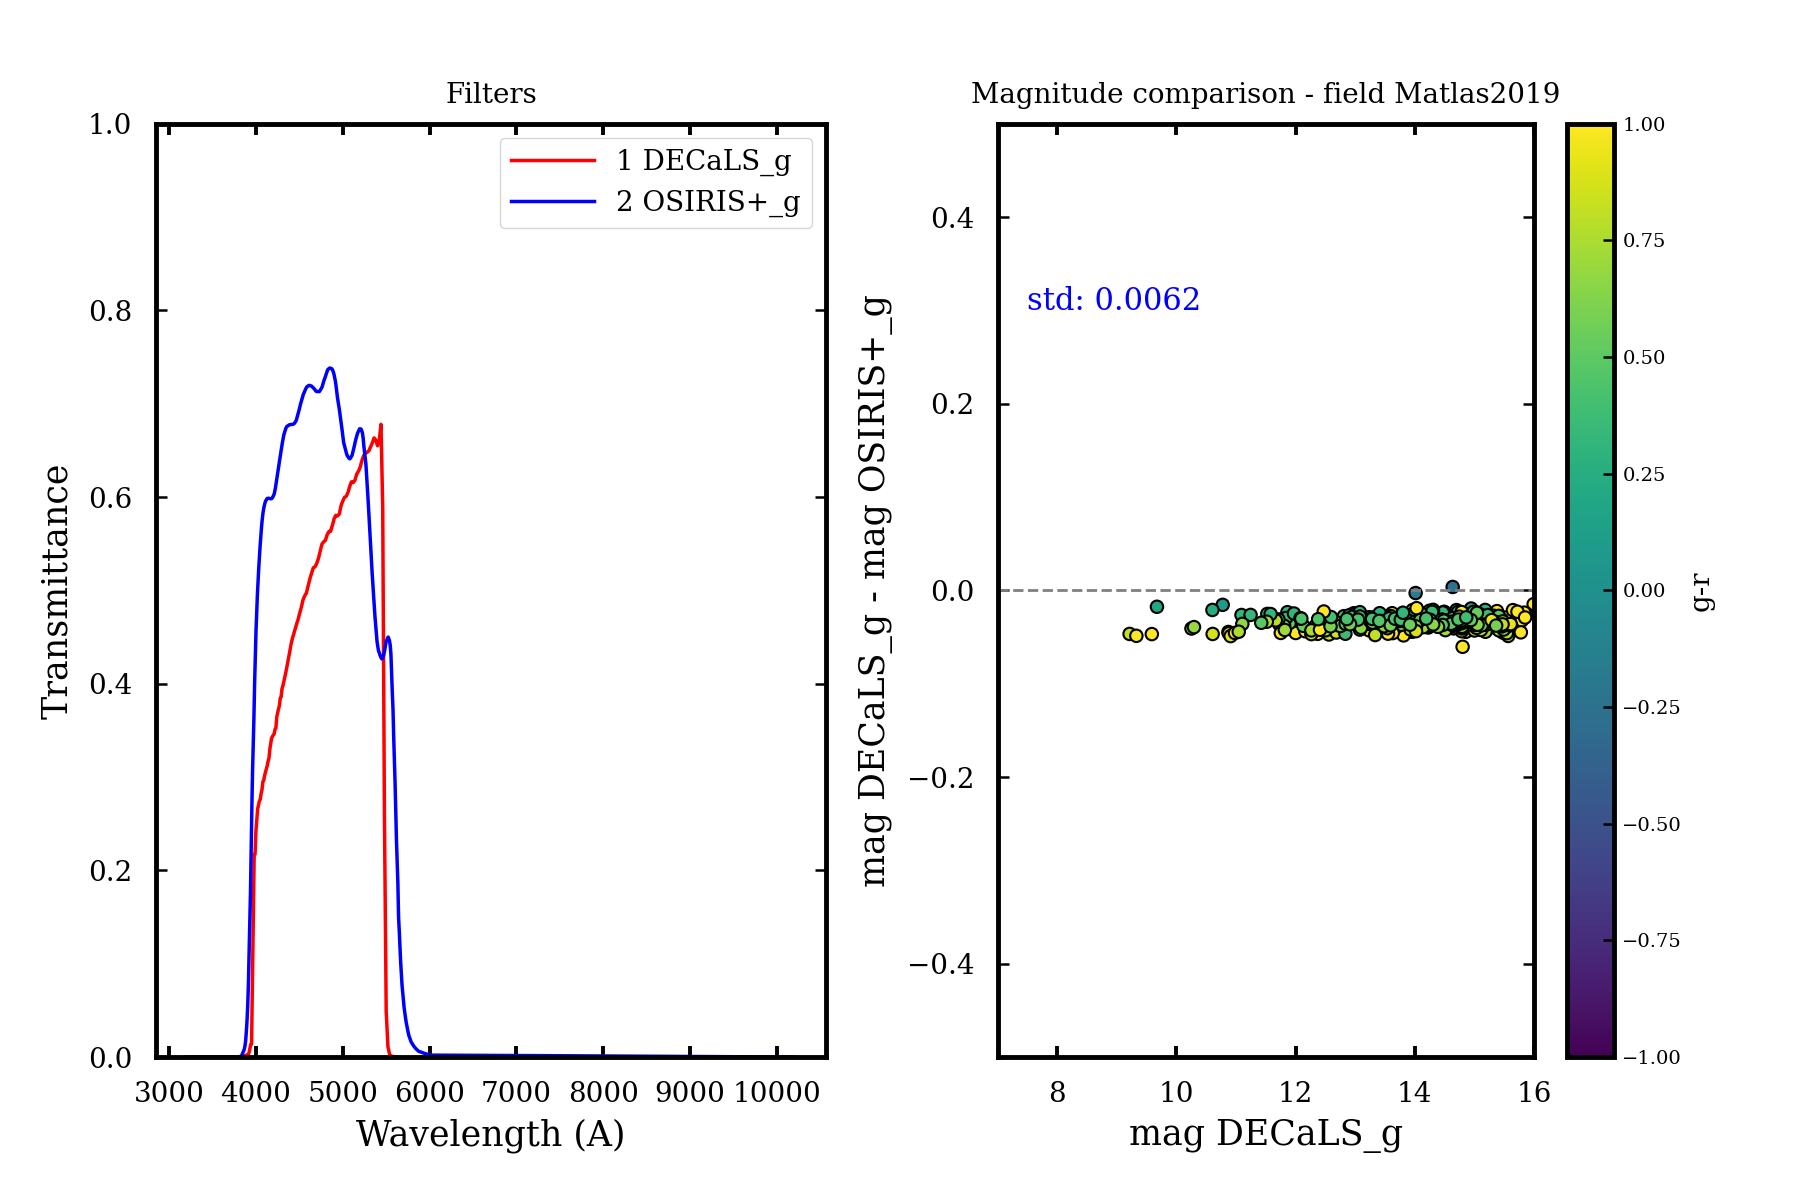 Filters
1.0
0.8
0.6
0.4
0.2
0.0
Transmittance
1 DECaLS_g
2 OSIRIS+_g
3000 4000 5000 6000 7000 8000 9000 10000
Wavelength (A)
Magnitude comparison - field Matlas2019
0.4
0.2
0.0
−0.2
−0.4
mag DECaLS_g - mag OSIRIS+_g
std: 0.0062
8 10 12 14 16
mag DECaLS_g
1.00
0.75
0.50
0.25
0.00
−0.25
−0.50
−0.75
−1.00
g-r